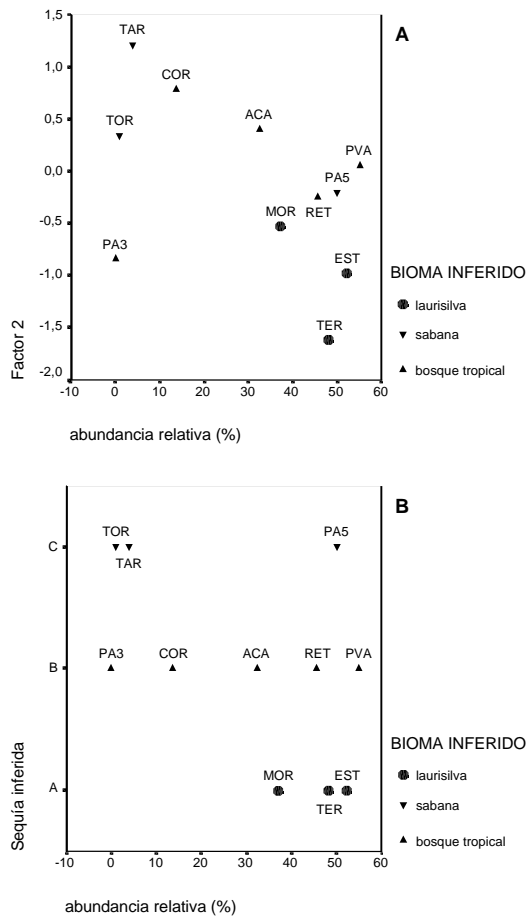 A
1,5
1,0
0,5
0,0
-0,5
-1,0
-1,5
-2,0
Factor 2
TAR
COR
TOR
ACA
PVA
PA5
MOR
RET
PA3
EST
TER
-10 0 10 20 30 40 50 60
abundancia relativa (%)
BIOMA INFERIDO
laurisilva
sabana
bosque tropical
B
C
B
A
Sequía inferida
TOR PA5
TAR
PA3 COR ACA RET PVA
MOR EST
TER
-10 0 10 20 30 40 50 60
abundancia relativa (%)
BIOMA INFERIDO
laurisilva
sabana
bosque tropical